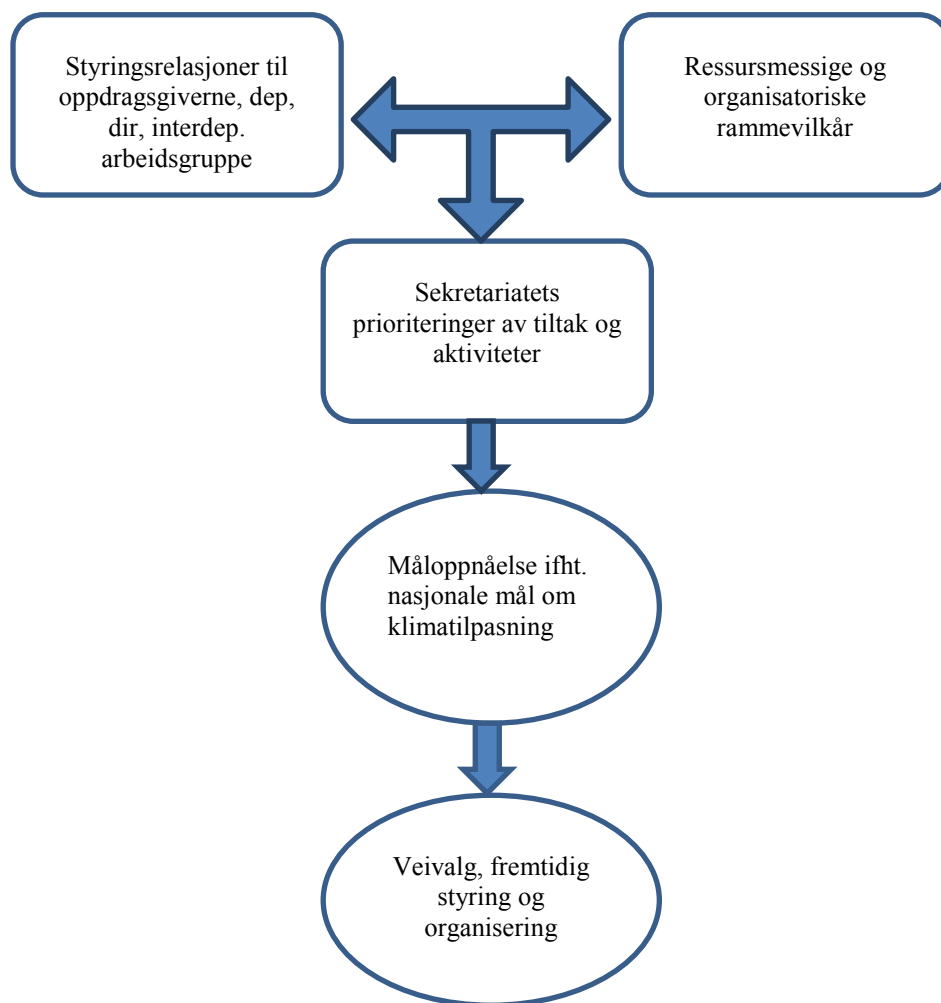 Styringsrelasjoner til
oppdragsgiverne, dep,
dir, interdep.
arbeidsgruppe
Ressursmessige og
organisatoriske
rammevilkår
Sekretariatets
prioriteringer av tiltak og
aktiviteter
Måloppnåelse ifht.
nasjonale mål om
klimatilpasning
Veivalg, fremtidig
styring og
organisering